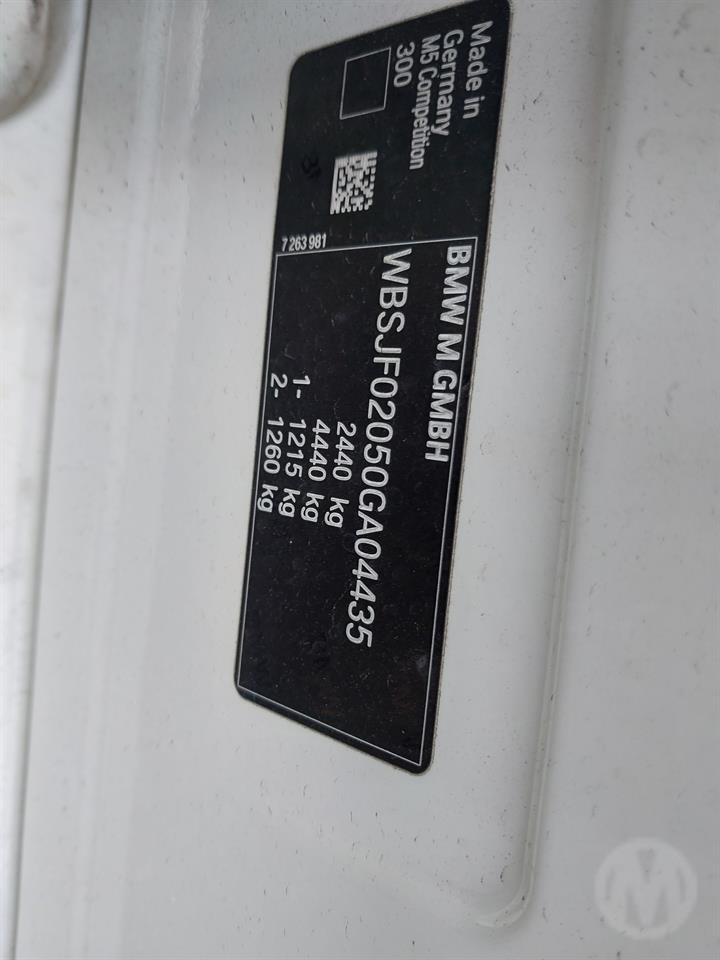 BMW M GMBH
WBSJF02050GA04435
2440 kg
4440 kg
1- 1215 kg
2- 1260 kg
7 263 981
Made in
Germany
M5 Competition
300
M